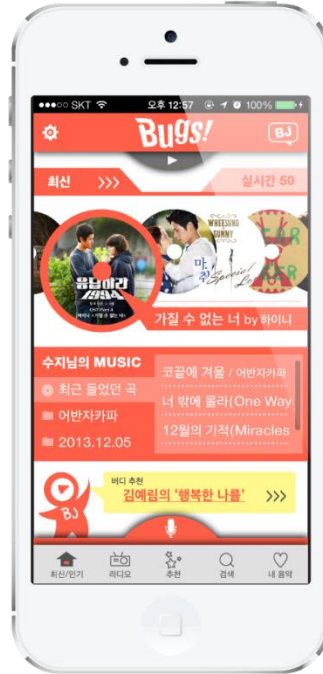 SKT 오후 12:57 100%
Bugs!
BJ
최신 >>> 실시간 50
응답하라
1994
WHEESUNG
GUMMY
마,
Special
가질 수 없는 너 by 하이니
수지님의 MUSIC
최근 들었던 곡
어반자카파
2013.12.05
코끝에 겨울 / 어반자카파
너 밖에 몰라(One Way
12월의 기적(Miracles
BJ
버디 추천
김예림의 '행복한 나를' >>>
최신/인기 라디오 추천 검색 내 음악